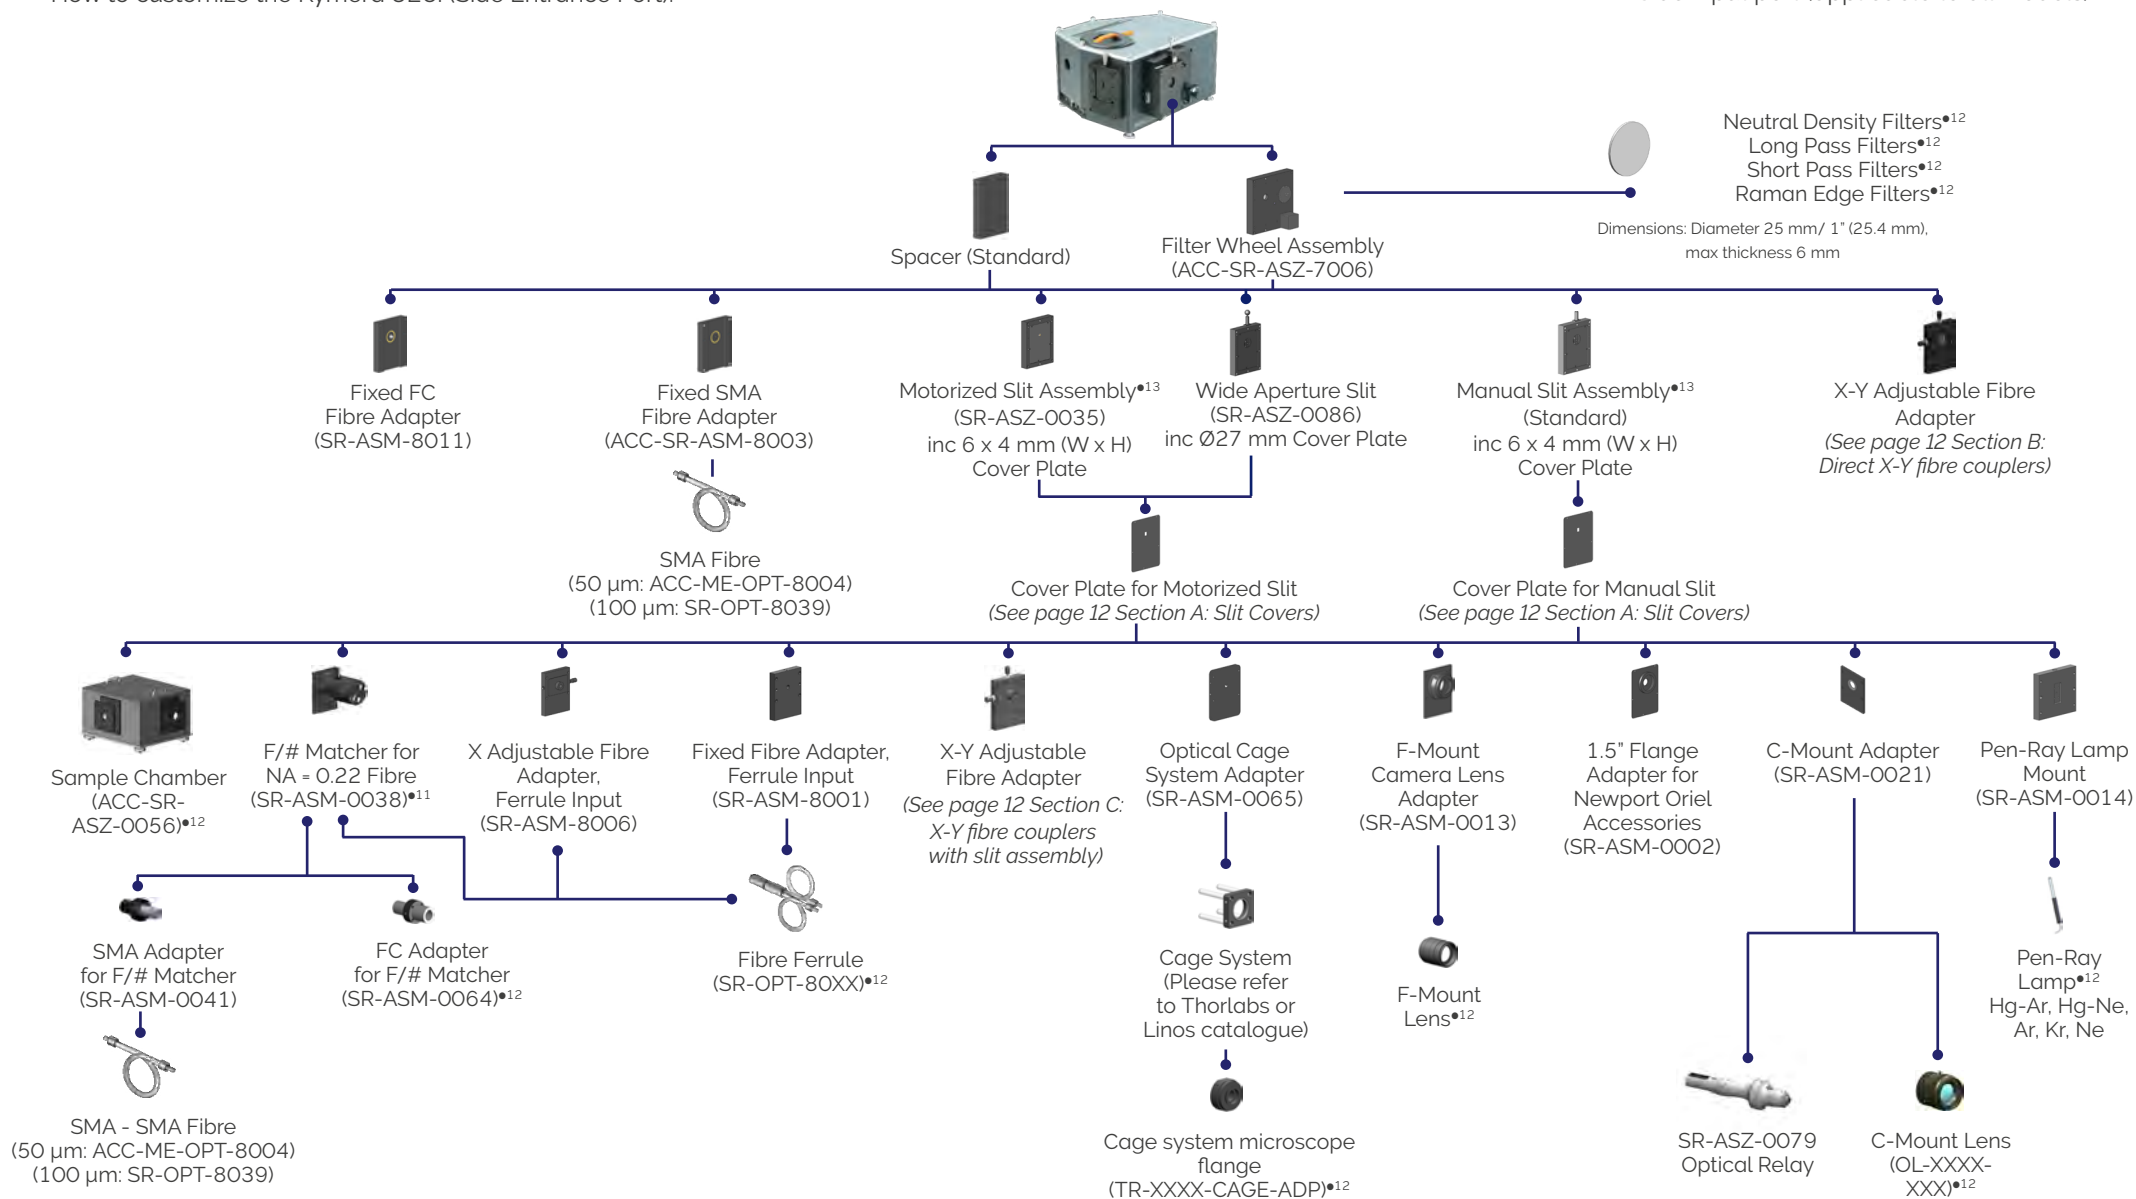 Neutral Density Filters•12
Long Pass Filters•12
Short Pass Filters•12
Raman Edge Filters•12
Dimensions: Diameter 25 mm/ 1" (25.4 mm),
max thickness 6 mm
Spacer (Standard)
Filter Wheel Assembly
(ACC-SR-ASZ-7006)
Fixed FC
Fibre Adapter
(SR-ASM-8011)
Fixed SMA
Fibre Adapter
(ACC-SR-ASM-8003)
Motorized Slit Assembly•13
(SR-ASZ-0035)
inc 6 x 4 mm (W x H)
Cover Plate
Wide Aperture Slit
(SR-ASZ-0086)
inc Ø27 mm Cover Plate
Manual Slit Assembly•13
(Standard)
inc 6 x 4 mm (W x H)
Cover Plate
X-Y Adjustable Fibre
Adapter
(See page 12 Section B:
Direct X-Y fibre couplers)
SMA Fibre
(50 µm: ACC-ME-OPT-8004)
(100 µm: SR-OPT-8039)
Cover Plate for Motorized Slit
(See page 12 Section A: Slit Covers)
Cover Plate for Manual Slit
(See page 12 Section A: Slit Covers)
Sample Chamber
(ACC-SR-
ASZ-0056)•12
F/# Matcher for
NA = 0.22 Fibre
(SR-ASM-0038)•11
X Adjustable Fibre
Adapter,
Ferrule Input
(SR-ASM-8006)
Fixed Fibre Adapter,
Ferrule Input
(SR-ASM-8001)
X-Y Adjustable
Fibre Adapter
(See page 12 Section C:
X-Y fibre couplers
with slit assembly)
Optical Cage
System Adapter
(SR-ASM-0065)
F-Mount
Camera Lens
Adapter
(SR-ASM-0013)
1.5" Flange
Adapter for
Newport Oriel
Accessories
(SR-ASM-0002)
C-Mount Adapter
(SR-ASM-0021)
Pen-Ray Lamp
Mount
(SR-ASM-0014)
SMA Adapter
for F/# Matcher
(SR-ASM-0041)
FC Adapter
for F/# Matcher
(SR-ASM-0064)•12
Fibre Ferrule
(SR-OPT-80XX)•12
Cage System
(Please refer
to Thorlabs or
Linos catalogue)
F-Mount
Lens•12
Pen-Ray
Lamp•12
Hg-Ar, Hg-Ne,
Ar, Kr, Ne
SMA - SMA Fibre
(50 µm: ACC-ME-OPT-8004)
(100 µm: SR-OPT-8039)
Cage system microscope
flange
(TR-XXXX-CAGE-ADP)•12
SR-ASZ-0079
Optical Relay
C-Mount Lens
(OL-XXXX-
XXX)•12